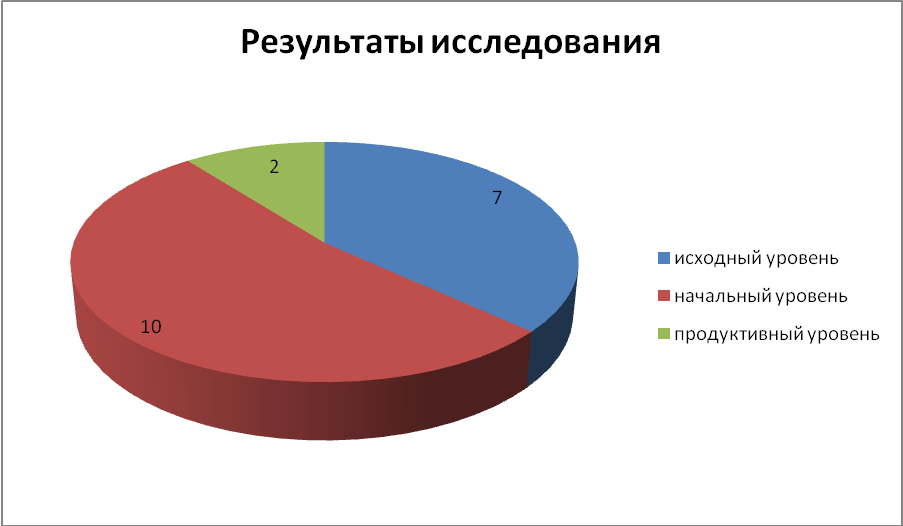 Результаты исследования
2
7
10
исходный уровень
начальный уровень
продуктивный уровень